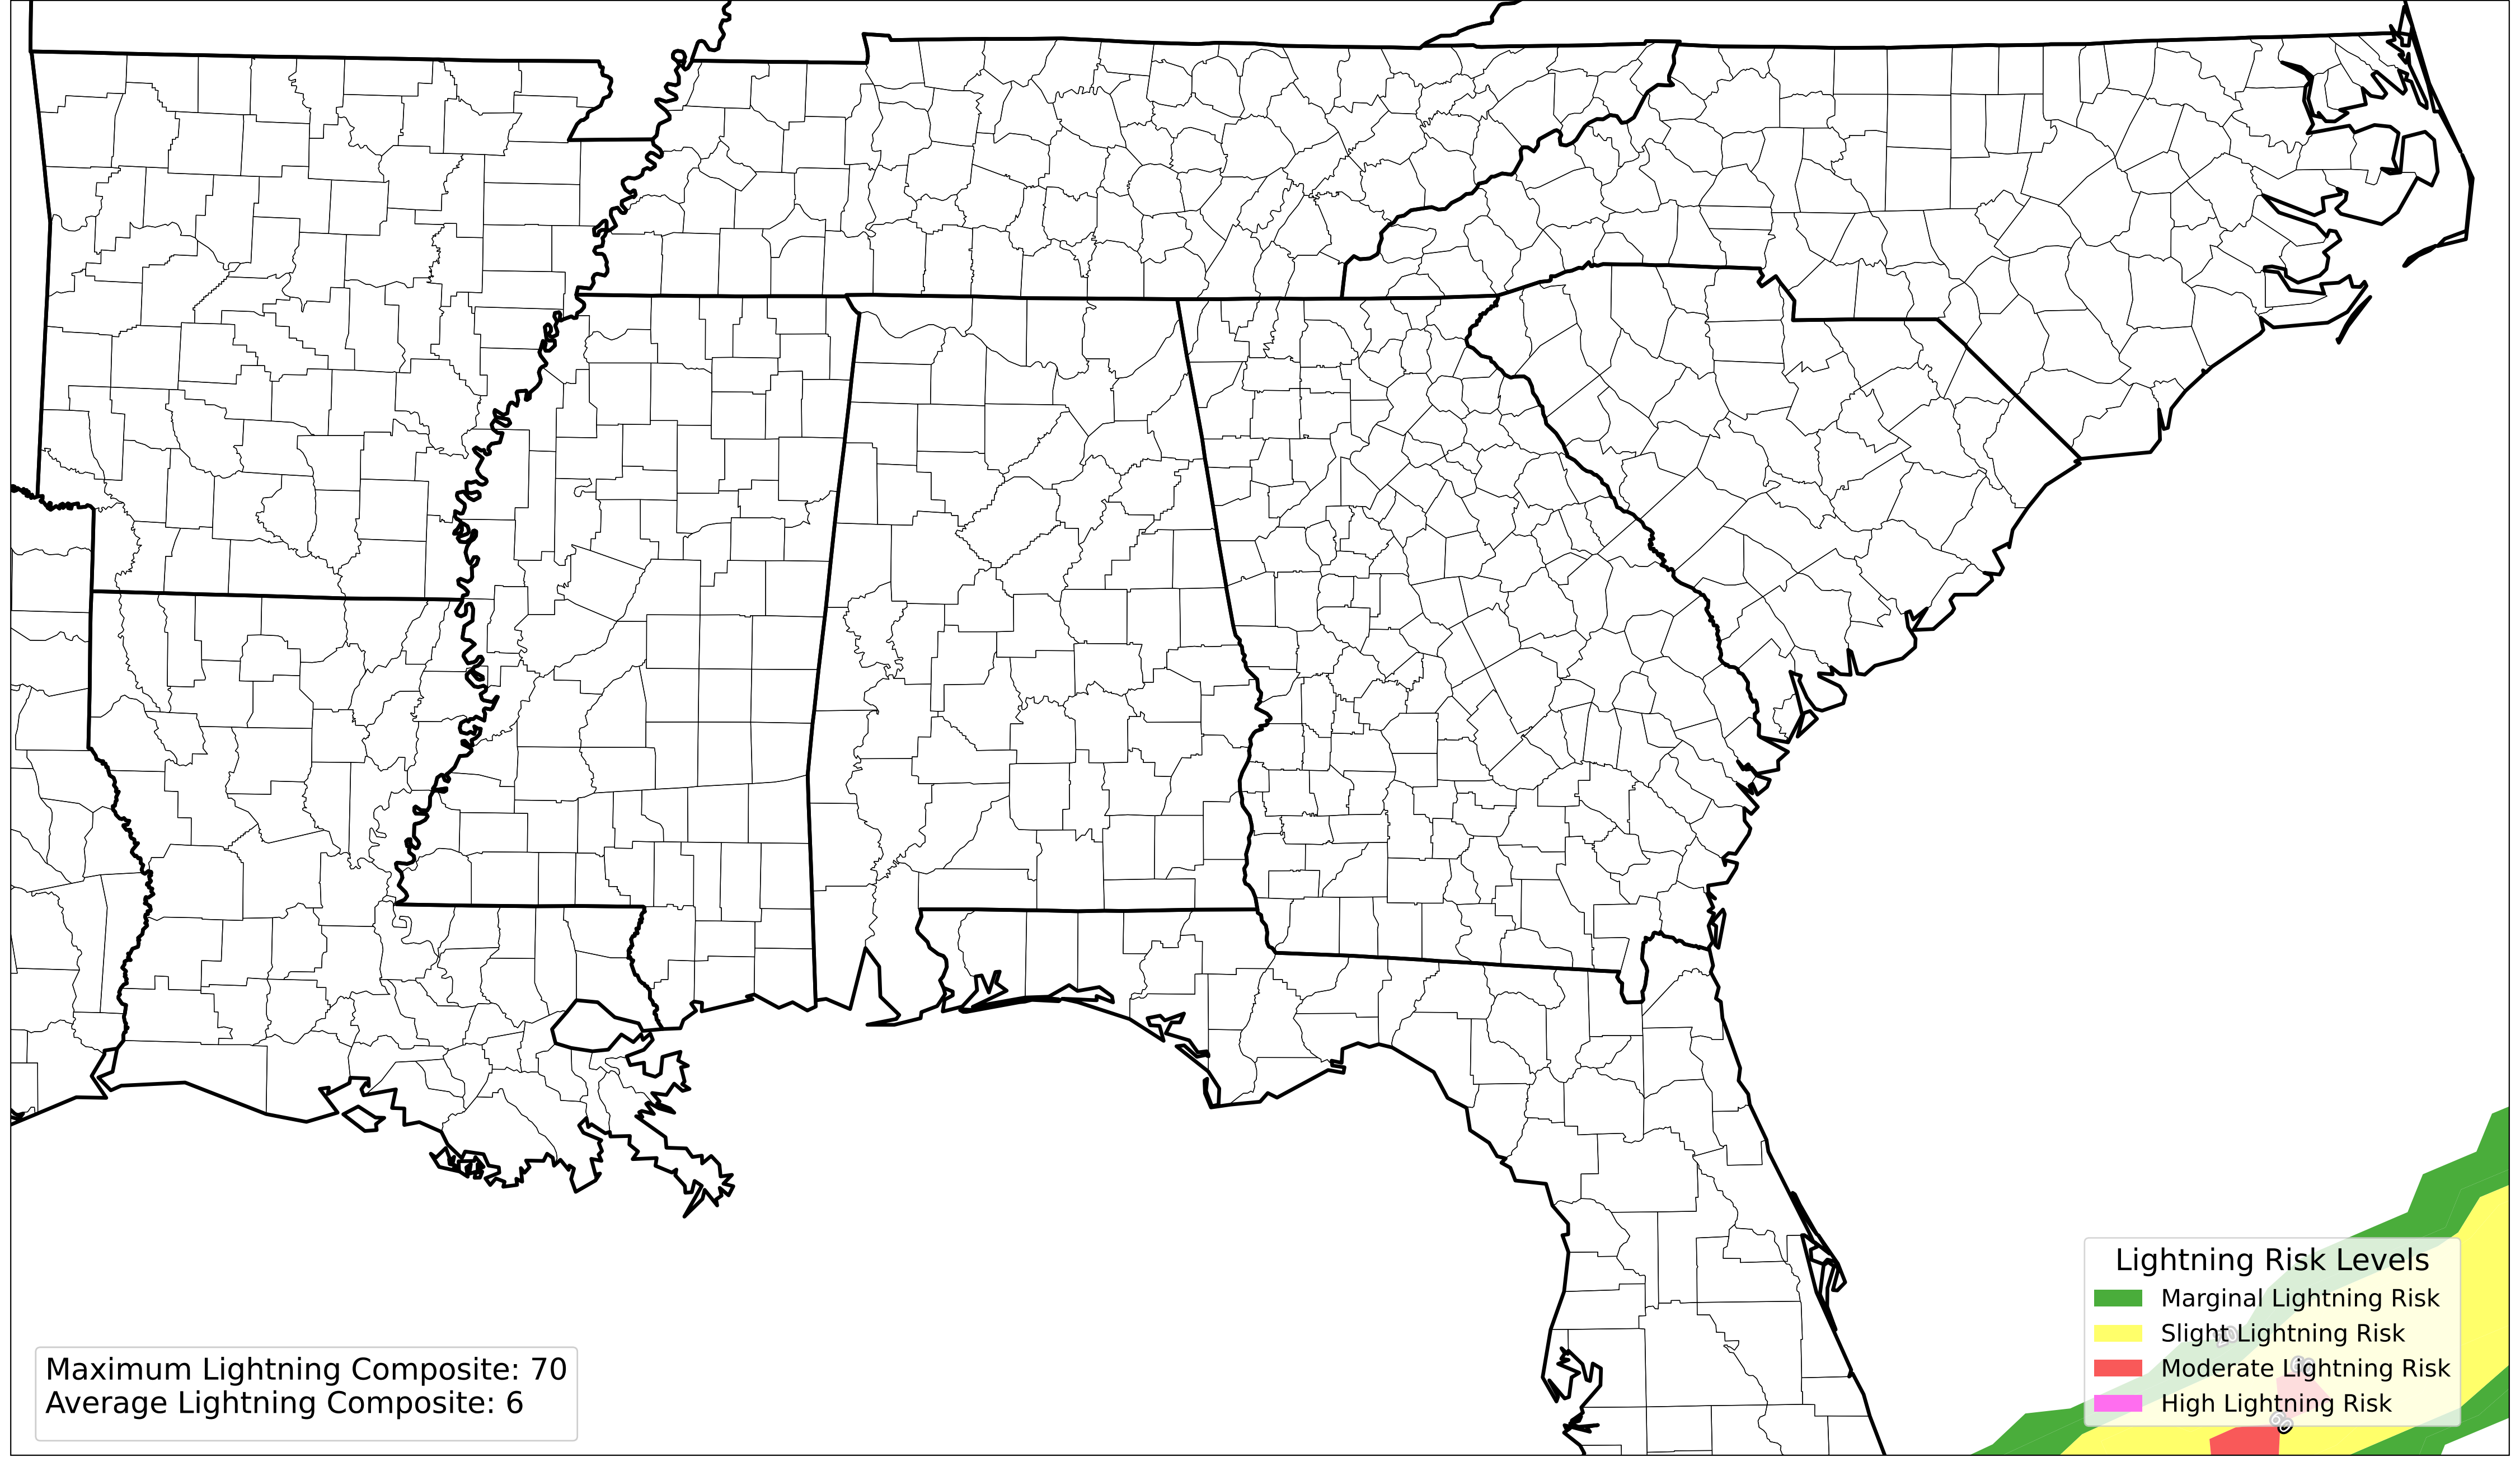 Lightning Risk Levels
Marginal Lightning Risk
Slight Lightning Risk
Moderate Lightning Risk
High Lightning Risk
60
Maximum Lightning Composite: 70
Average Lightning Composite: 6